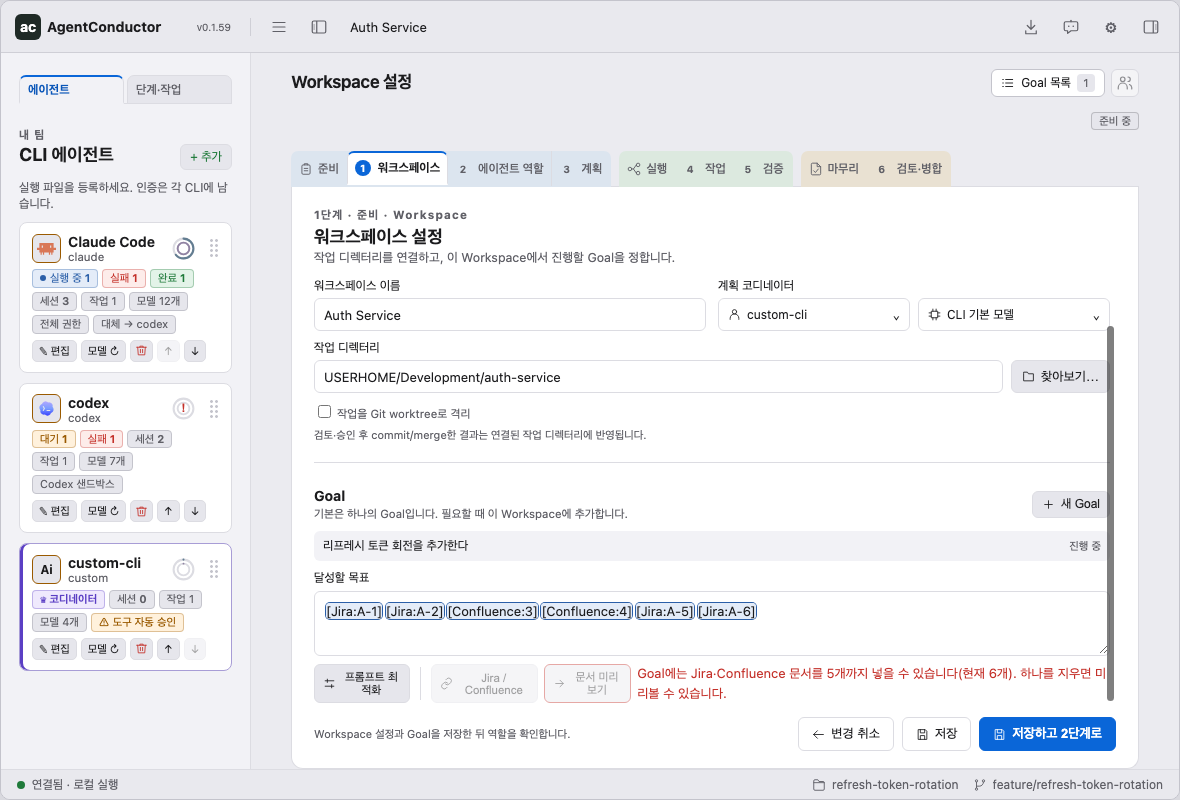 ac AgentConductor v0.1.59 Auth Service
에이전트 단계·작업
내 팀
CLI 에이전트
+ 추가
실행 파일을 등록하세요. 인증은 각 CLI에 남
습니다.
Claude Code
claude
실행 중 1 실패 1 완료 1
세션 3 작업 1 모델 12개
전체 권한 대체 → codex
✎ 편집 모델 ↻ ↑ ↓
codex
codex
대기 1 실패 1 세션 2
작업 1 모델 7개
Codex 샌드박스
✎ 편집 모델 ↻ ↑ ↓
Ai custom-cli
custom
♛ 코디네이터 세션 0 작업 1
모델 4개 ⚠ 도구 자동 승인
✎ 편집 모델 ↻ ↑ ↓
Workspace 설정
Goal 목록 1
준비 중
준비 1 워크스페이스 2 에이전트 역할 3 계획 실행 4 작업 5 검증 마무리 6 검토·병합
1단계 · 준비 · Workspace
워크스페이스 설정
작업 디렉터리를 연결하고, 이 Workspace에서 진행할 Goal을 정합니다.
워크스페이스 이름 계획 코디네이터
Auth Service custom-cli CLI 기본 모델
작업 디렉터리
USERHOME/Development/auth-service 찾아보기...
작업을 Git worktree로 격리
검토·승인 후 commit/merge한 결과는 연결된 작업 디렉터리에 반영됩니다.
Goal
기본은 하나의 Goal입니다. 필요할 때 이 Workspace에 추가합니다.
+ 새 Goal
리프레시 토큰 회전을 추가한다 진행 중
달성할 목표
[Jira:A-1] [Jira:A-2] [Confluence:3] [Confluence:4] [Jira:A-5] [Jira:A-6]
프롬프트 최
적화
Jira /
Confluence
→ 문서 미리
보기
Goal에는 Jira·Confluence 문서를 5개까지 넣을 수 있습니다(현재 6개). 하나를 지우면 미
리볼 수 있습니다.
Workspace 설정과 Goal을 저장한 뒤 역할을 확인합니다.
← 변경 취소 저장 저장하고 2단계로
연결됨 · 로컬 실행 refresh-token-rotation feature/refresh-token-rotation